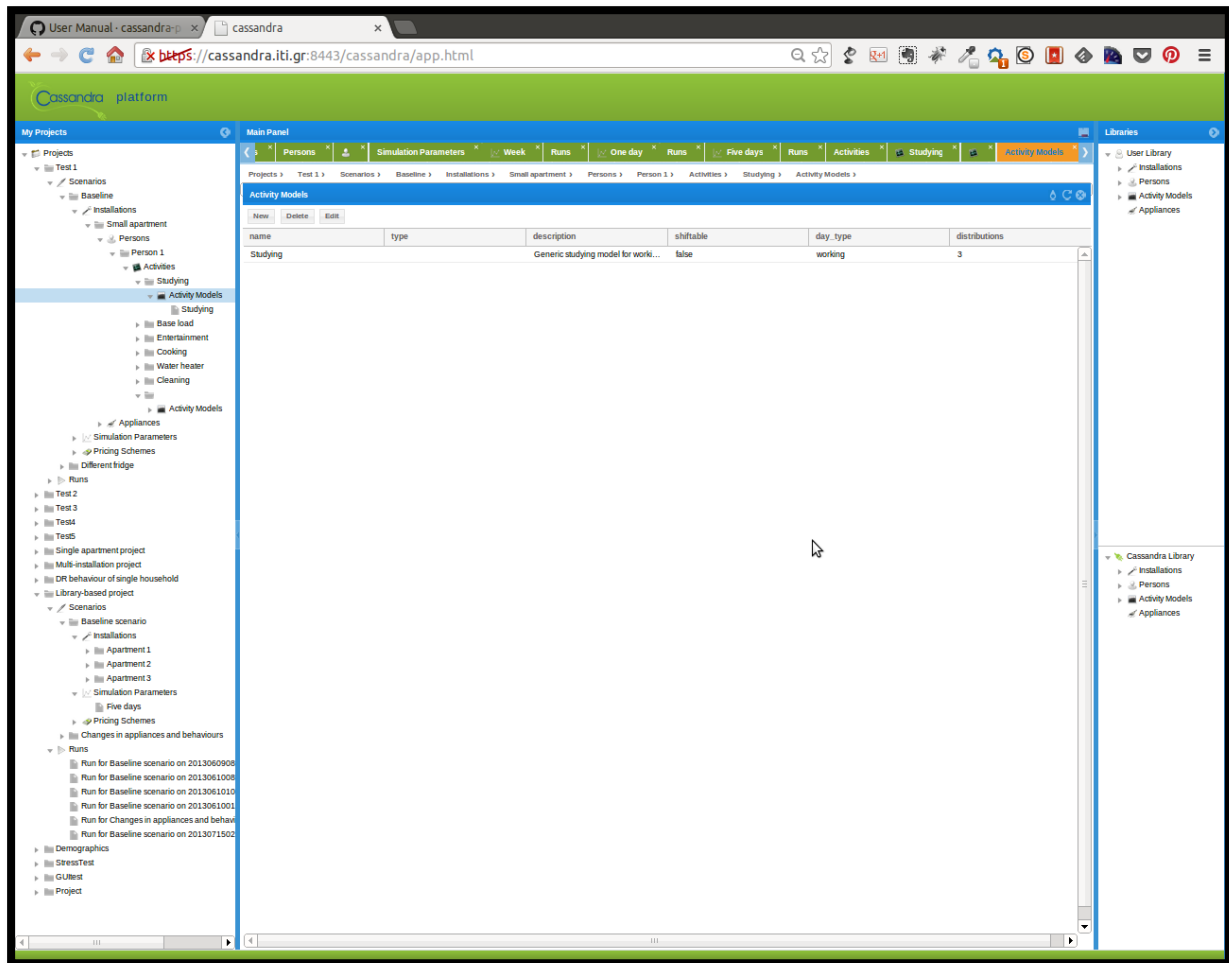 User Manual · cassandra-p
cassandra
https://cassandra.iti.gr:8443/cassandra/app.html
Cassandra platform
My Projects
Projects
Test 1
Scenarios
Baseline
Installations
Small apartment
Persons
Person 1
Activities
Studying
Activity Models
Studying
Base load
Entertainment
Cooking
Water heater
Cleaning
Activity Models
Appliances
Simulation Parameters
Pricing Schemes
Different fridge
Runs
Test 2
Test 3
Test4
Test5
Single apartment project
Multi-installation project
DR behaviour of single household
Library-based project
Scenarios
Baseline scenario
Installations
Apartment 1
Apartment 2
Apartment 3
Simulation Parameters
Five days
Pricing Schemes
Changes in appliances and behaviours
Runs
Run for Baseline scenario on 2013060908
Run for Baseline scenario on 2013061008
Run for Baseline scenario on 2013061010
Run for Baseline scenario on 2013061001
Run for Changes in appliances and behavi
Run for Baseline scenario on 2013071502
Demographics
StressTest
GUItest
Project
Main Panel
s Persons Simulation Parameters Week Runs One day Runs Five days Runs Activities Studying Activity Models
Projects › Test 1 › Scenarios › Baseline › Installations › Small apartment › Persons › Person 1 › Activities › Studying › Activity Models ›
Activity Models
New Delete Edit
name type description shiftable day_type distributions
Studying Generic studying model for worki... false working 3
Libraries
User Library
Installations
Persons
Activity Models
Appliances
Cassandra Library
Installations
Persons
Activity Models
Appliances